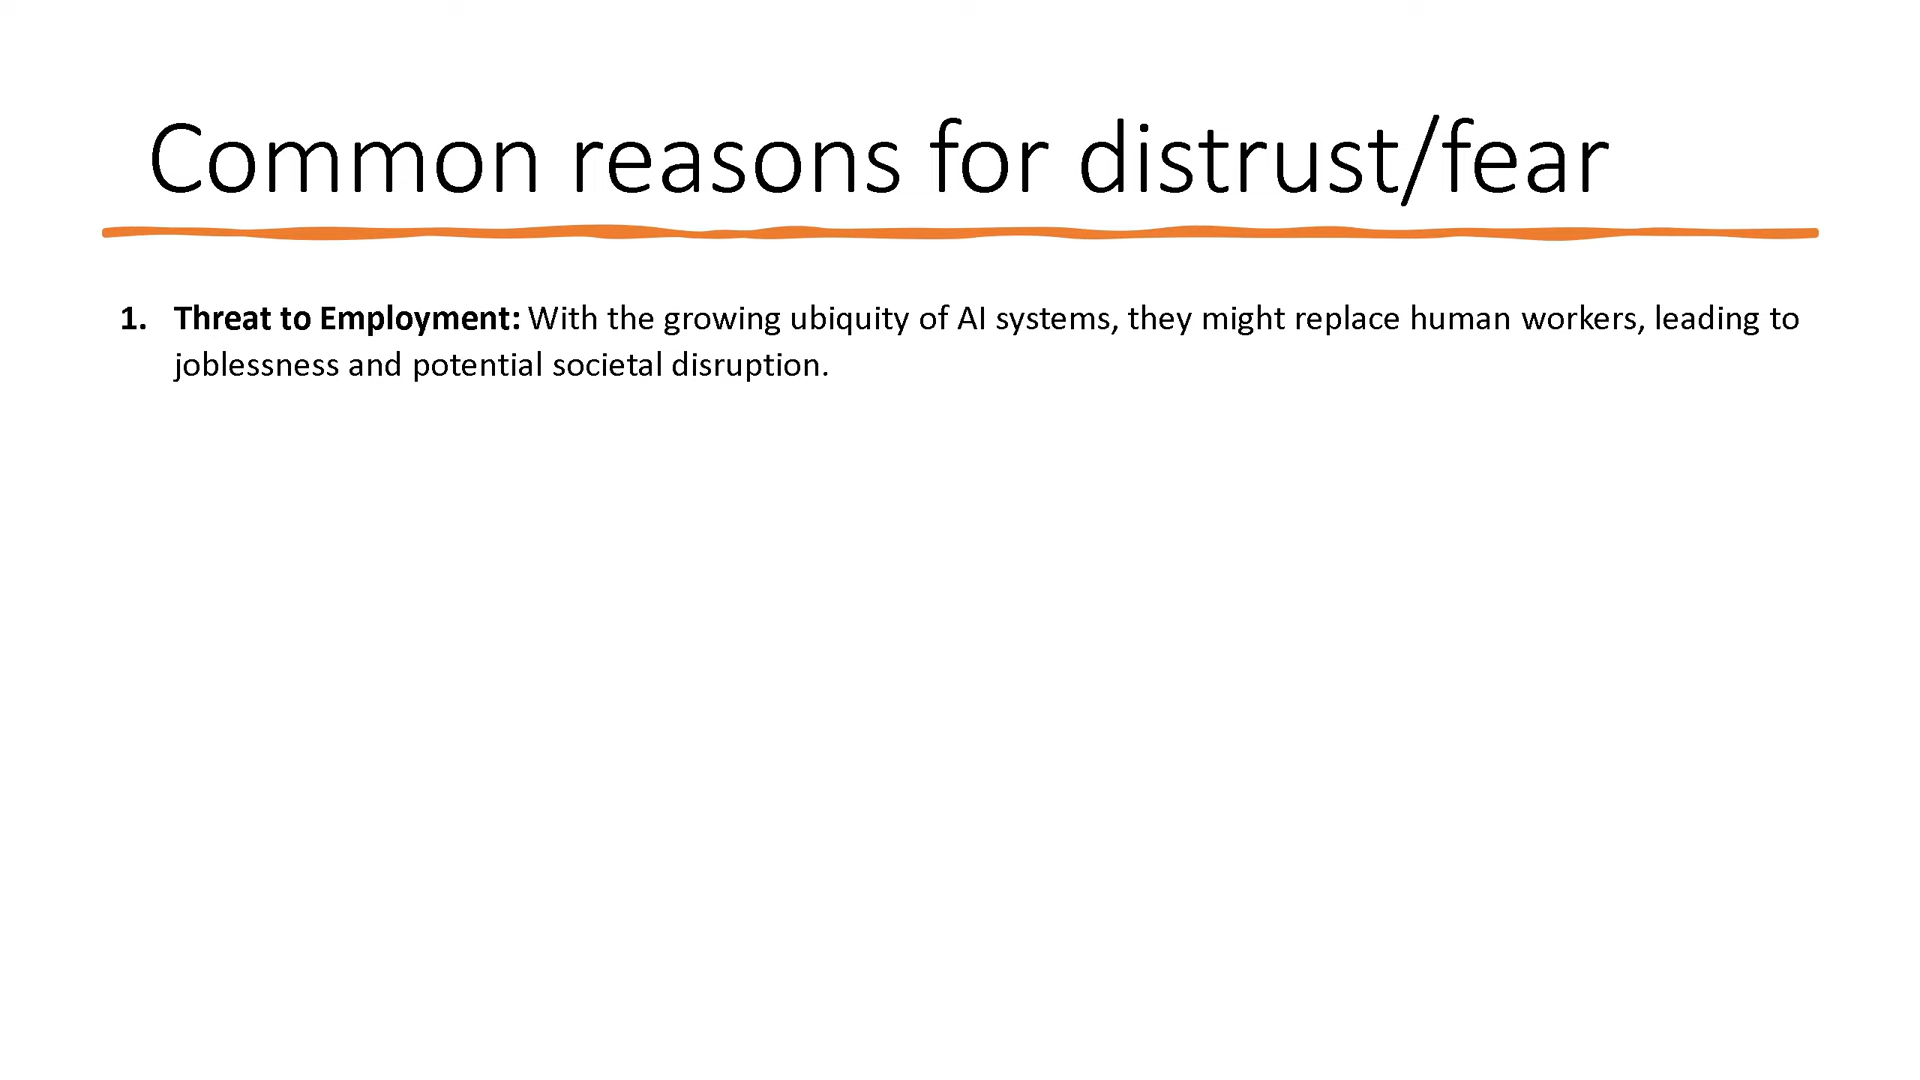 Common reasons for distrust/fear
1. Threat to Employment: With the growing ubiquity of AI systems, they might replace human workers, leading to
joblessness and potential societal disruption.